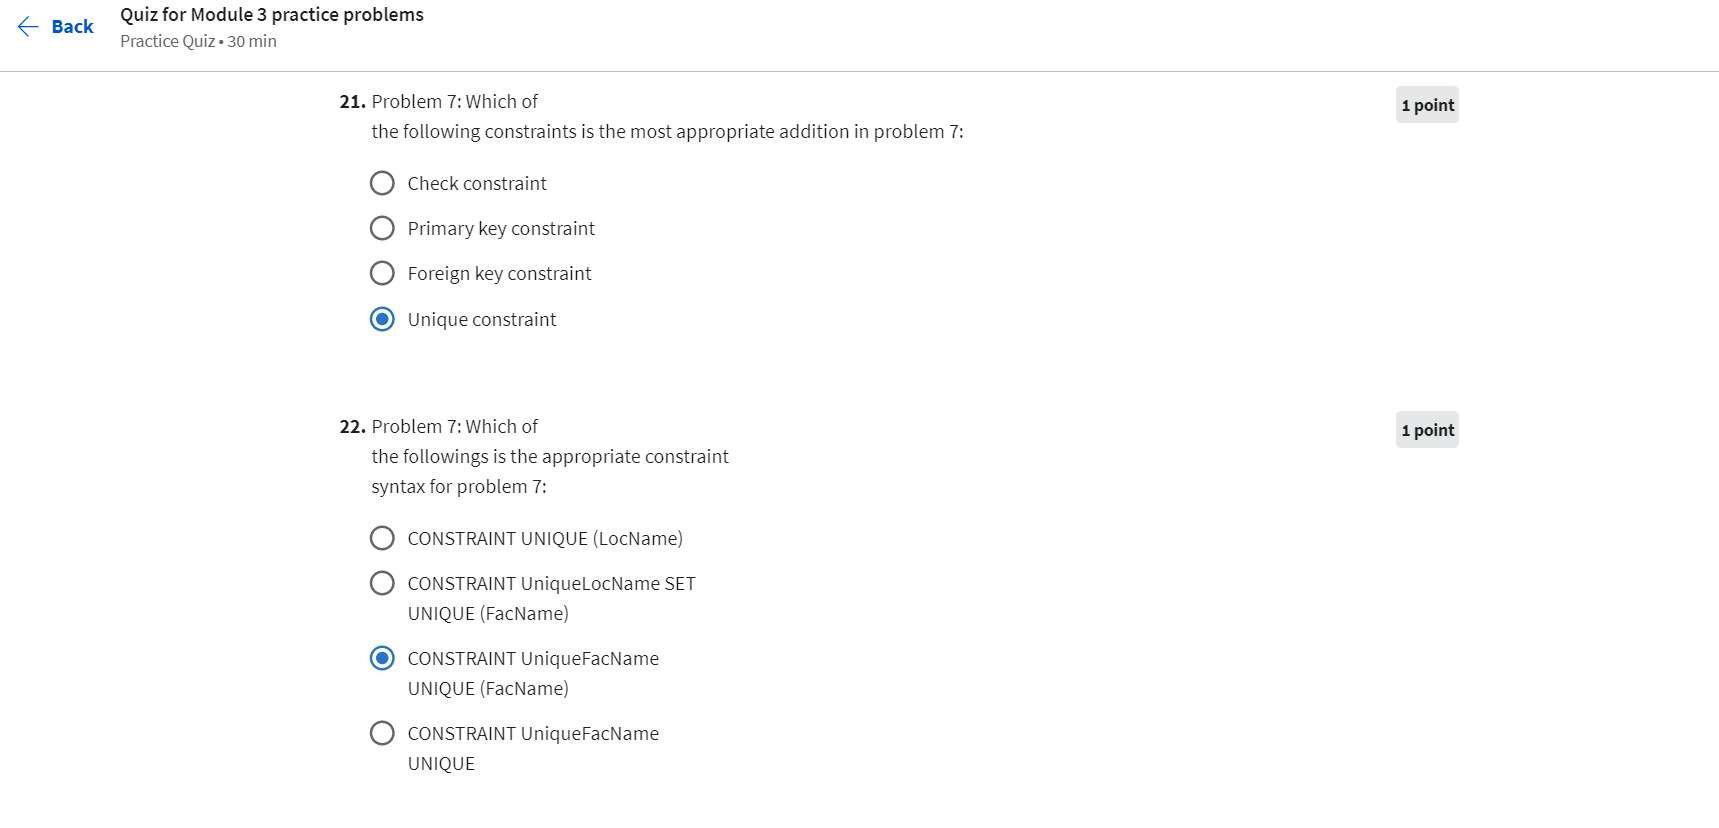 Back
Quiz for Module 3 practice problems
Practice Quiz • 30 min
21. Problem 7: Which of
the following constraints is the most appropriate addition in problem 7:
1 point
Check constraint
Primary key constraint
Foreign key constraint
Unique constraint
22. Problem 7: Which of
the followings is the appropriate constraint
syntax for problem 7:
1 point
CONSTRAINT UNIQUE (LocName)
CONSTRAINT UniqueLocName SET
UNIQUE (FacName)
CONSTRAINT UniqueFacName
UNIQUE (FacName)
CONSTRAINT UniqueFacName
UNIQUE